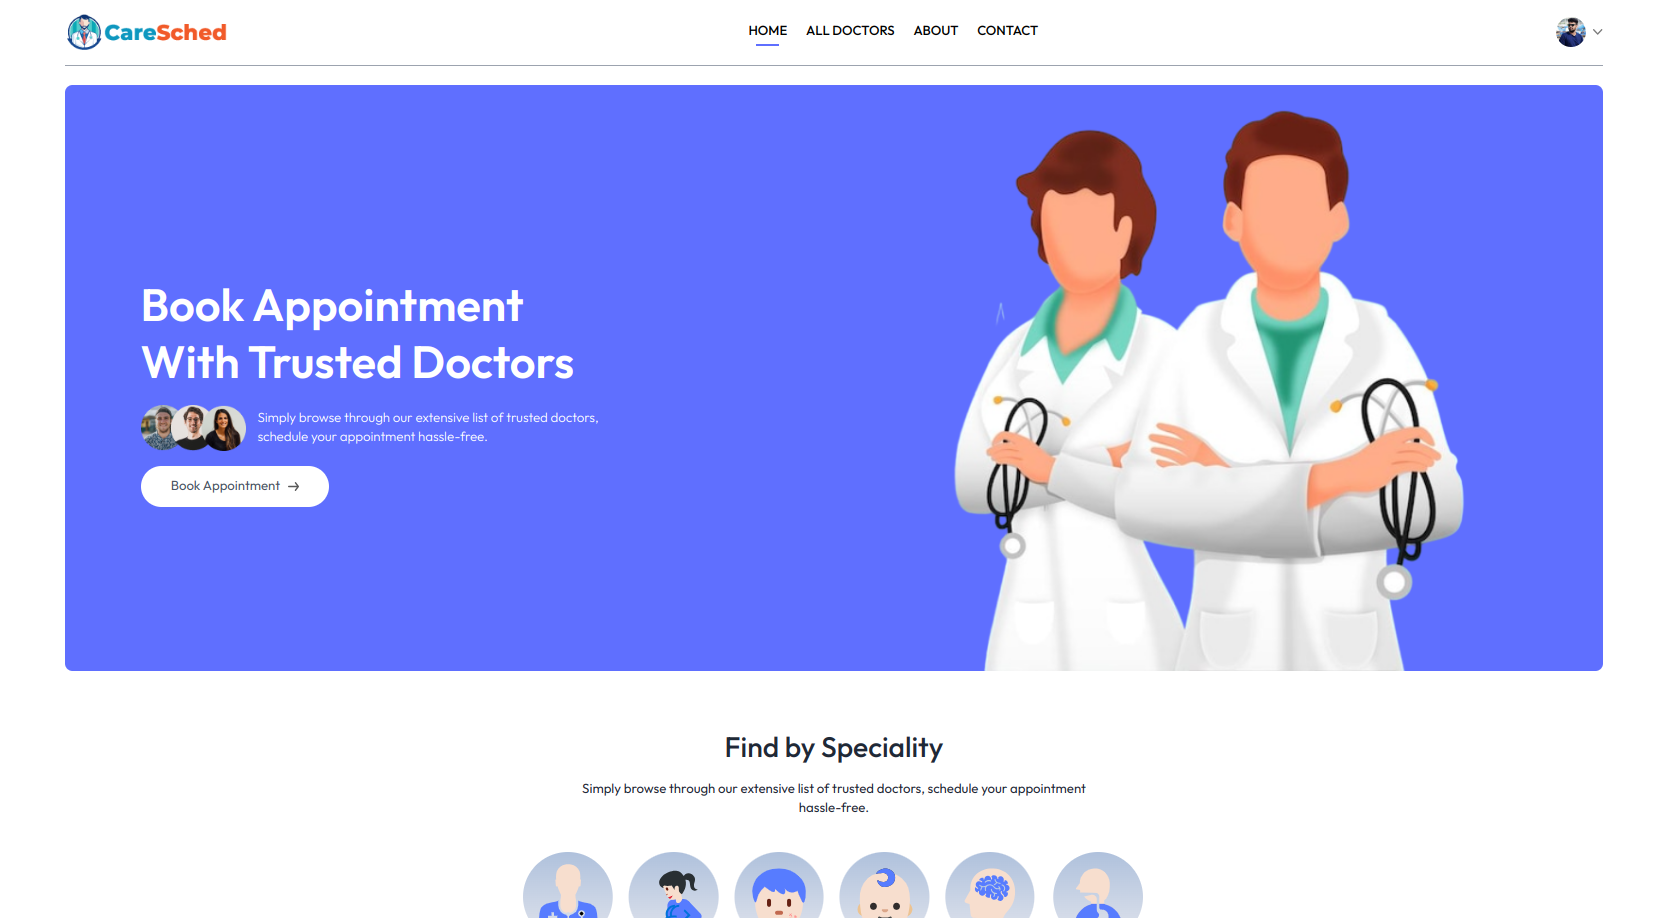 CareSched
HOME
ALL DOCTORS
ABOUT
CONTACT
Book Appointment
With Trusted Doctors
Simply browse through our extensive list of trusted doctors,
schedule your appointment hassle-free.
Book Appointment →
Find by Speciality
Simply browse through our extensive list of trusted doctors, schedule your appointment
hassle-free.